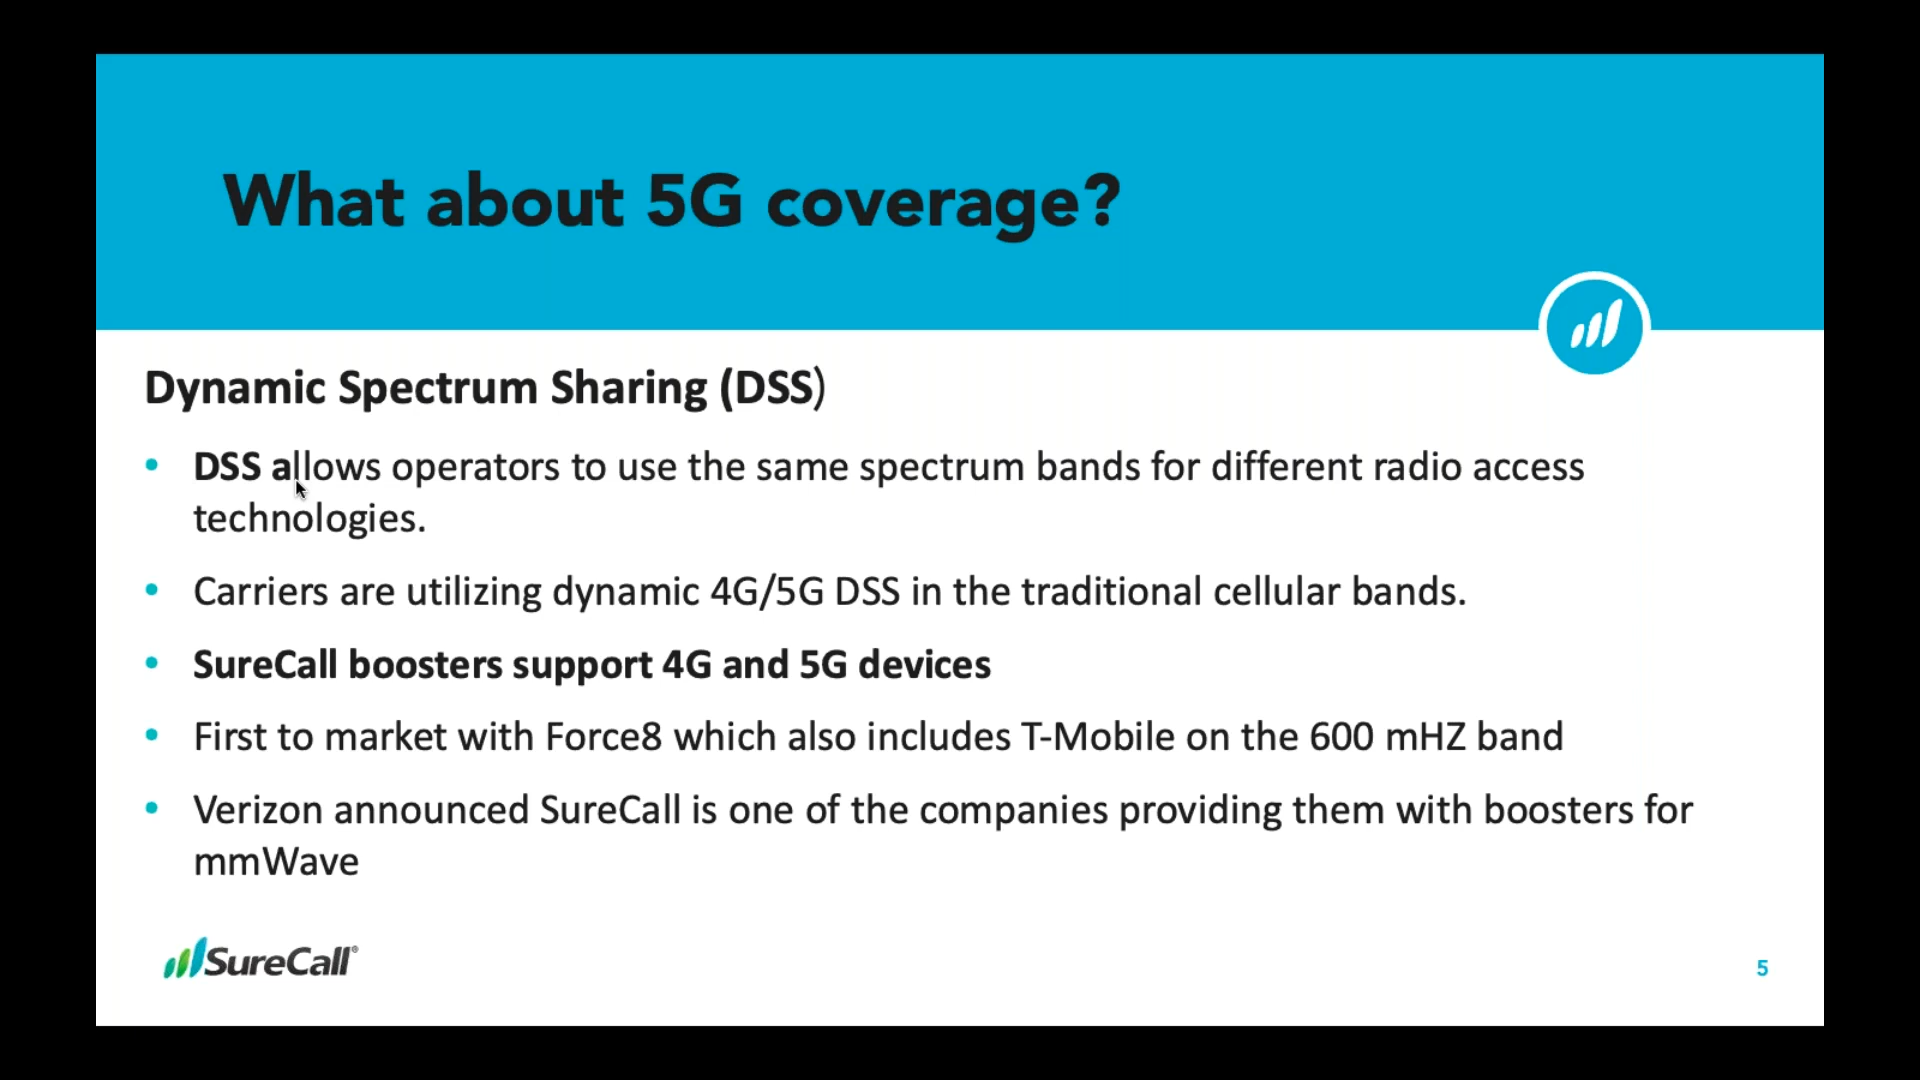 What about 5G coverage?
Dynamic Spectrum Sharing (DSS)
• DSS allows operators to use the same spectrum bands for different radio access
technologies.
• Carriers are utilizing dynamic 4G/5G DSS in the traditional cellular bands.
• SureCall boosters support 4G and 5G devices
• First to market with Force8 which also includes T-Mobile on the 600 mHZ band
• Verizon announced SureCall is one of the companies providing them with boosters for
mmWave
SureCall®
5